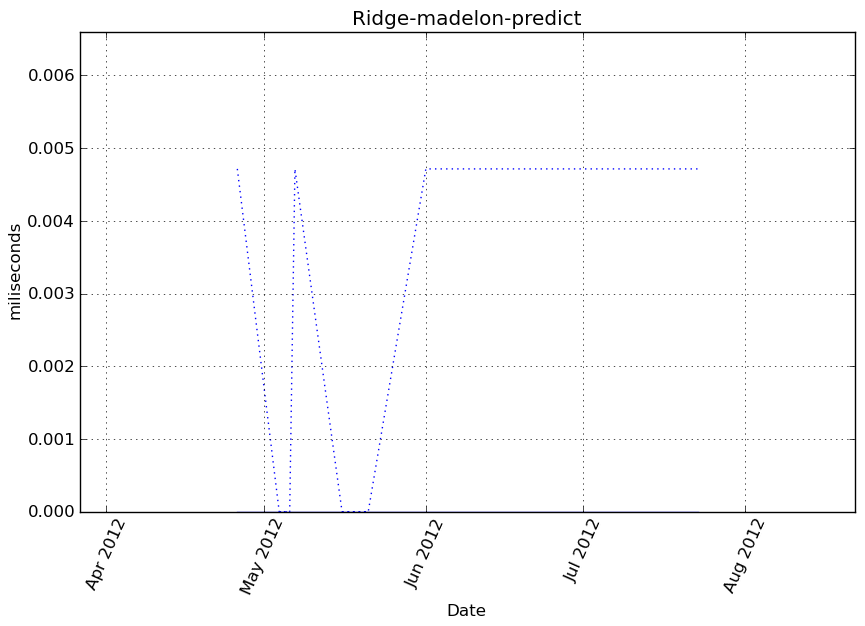 Ridge-madelon-predict
0.006
0.005
0.004
0.003
0.002
0.001
0.000
miliseconds
Apr 2012
May 2012
Jun 2012
Jul 2012
Aug 2012
Date